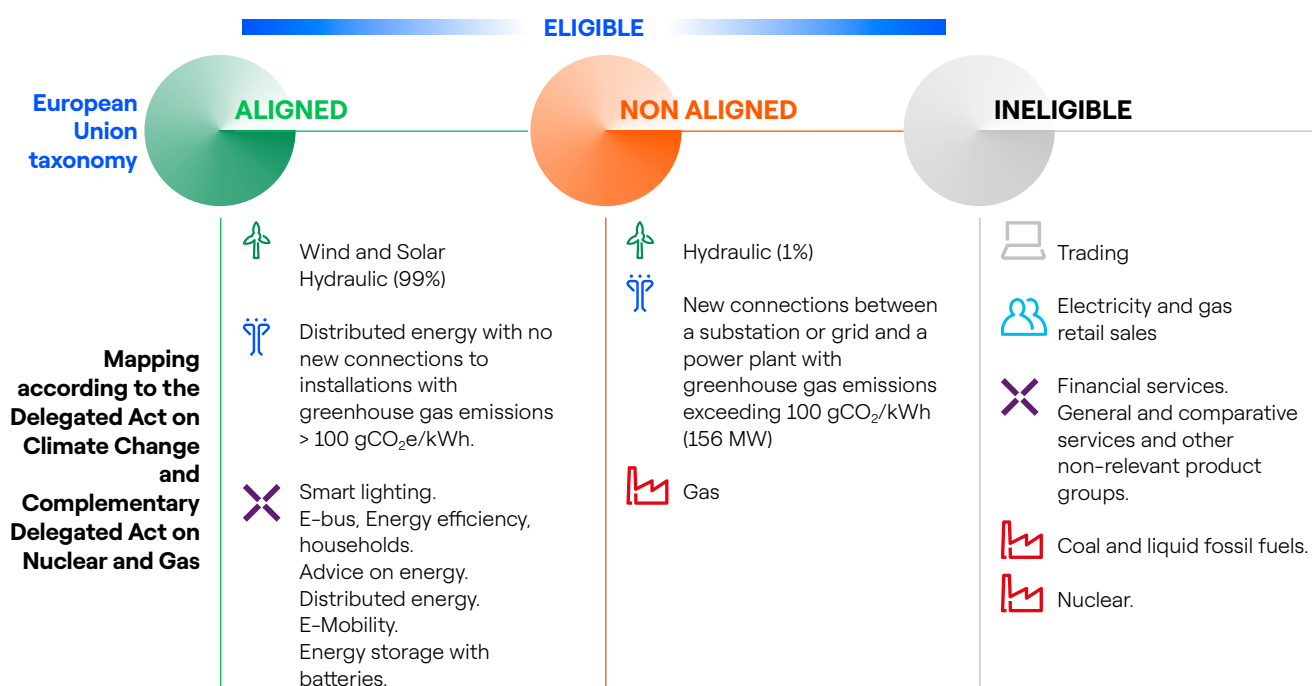 ELIGIBLE
European
Union
taxonomy
ALIGNED
NON ALIGNED
INELIGIBLE
Mapping
according to the
Delegated Act on
Climate Change
and
Complementary
Delegated Act on
Nuclear and Gas
Wind and Solar
Hydraulic (99%)
Distributed energy with no
new connections to
installations with
greenhouse gas emissions
> 100 gCO₂e/kWh.
Smart lighting.
E-bus, Energy efficiency,
households.
Advice on energy.
Distributed energy.
E-Mobility.
Energy storage with
batteries.
Hydraulic (1%)
New connections between
a substation or grid and a
power plant with
greenhouse gas emissions
exceeding 100 gCO₂/kWh
(156 MW)
Gas
Trading
Electricity and gas
retail sales
Financial services.
General and comparative
services and other
non-relevant product
groups.
Coal and liquid fossil fuels.
Nuclear.